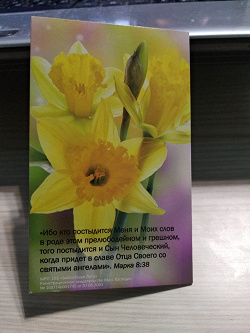 «Ибо кто постыдится Меня и Моих слов
в роде этом прелюбодейном и грешном,
того постыдится и Сын Человеческий,
когда придет в славе Отца Своего со
святыми ангелами». Марка 8:38